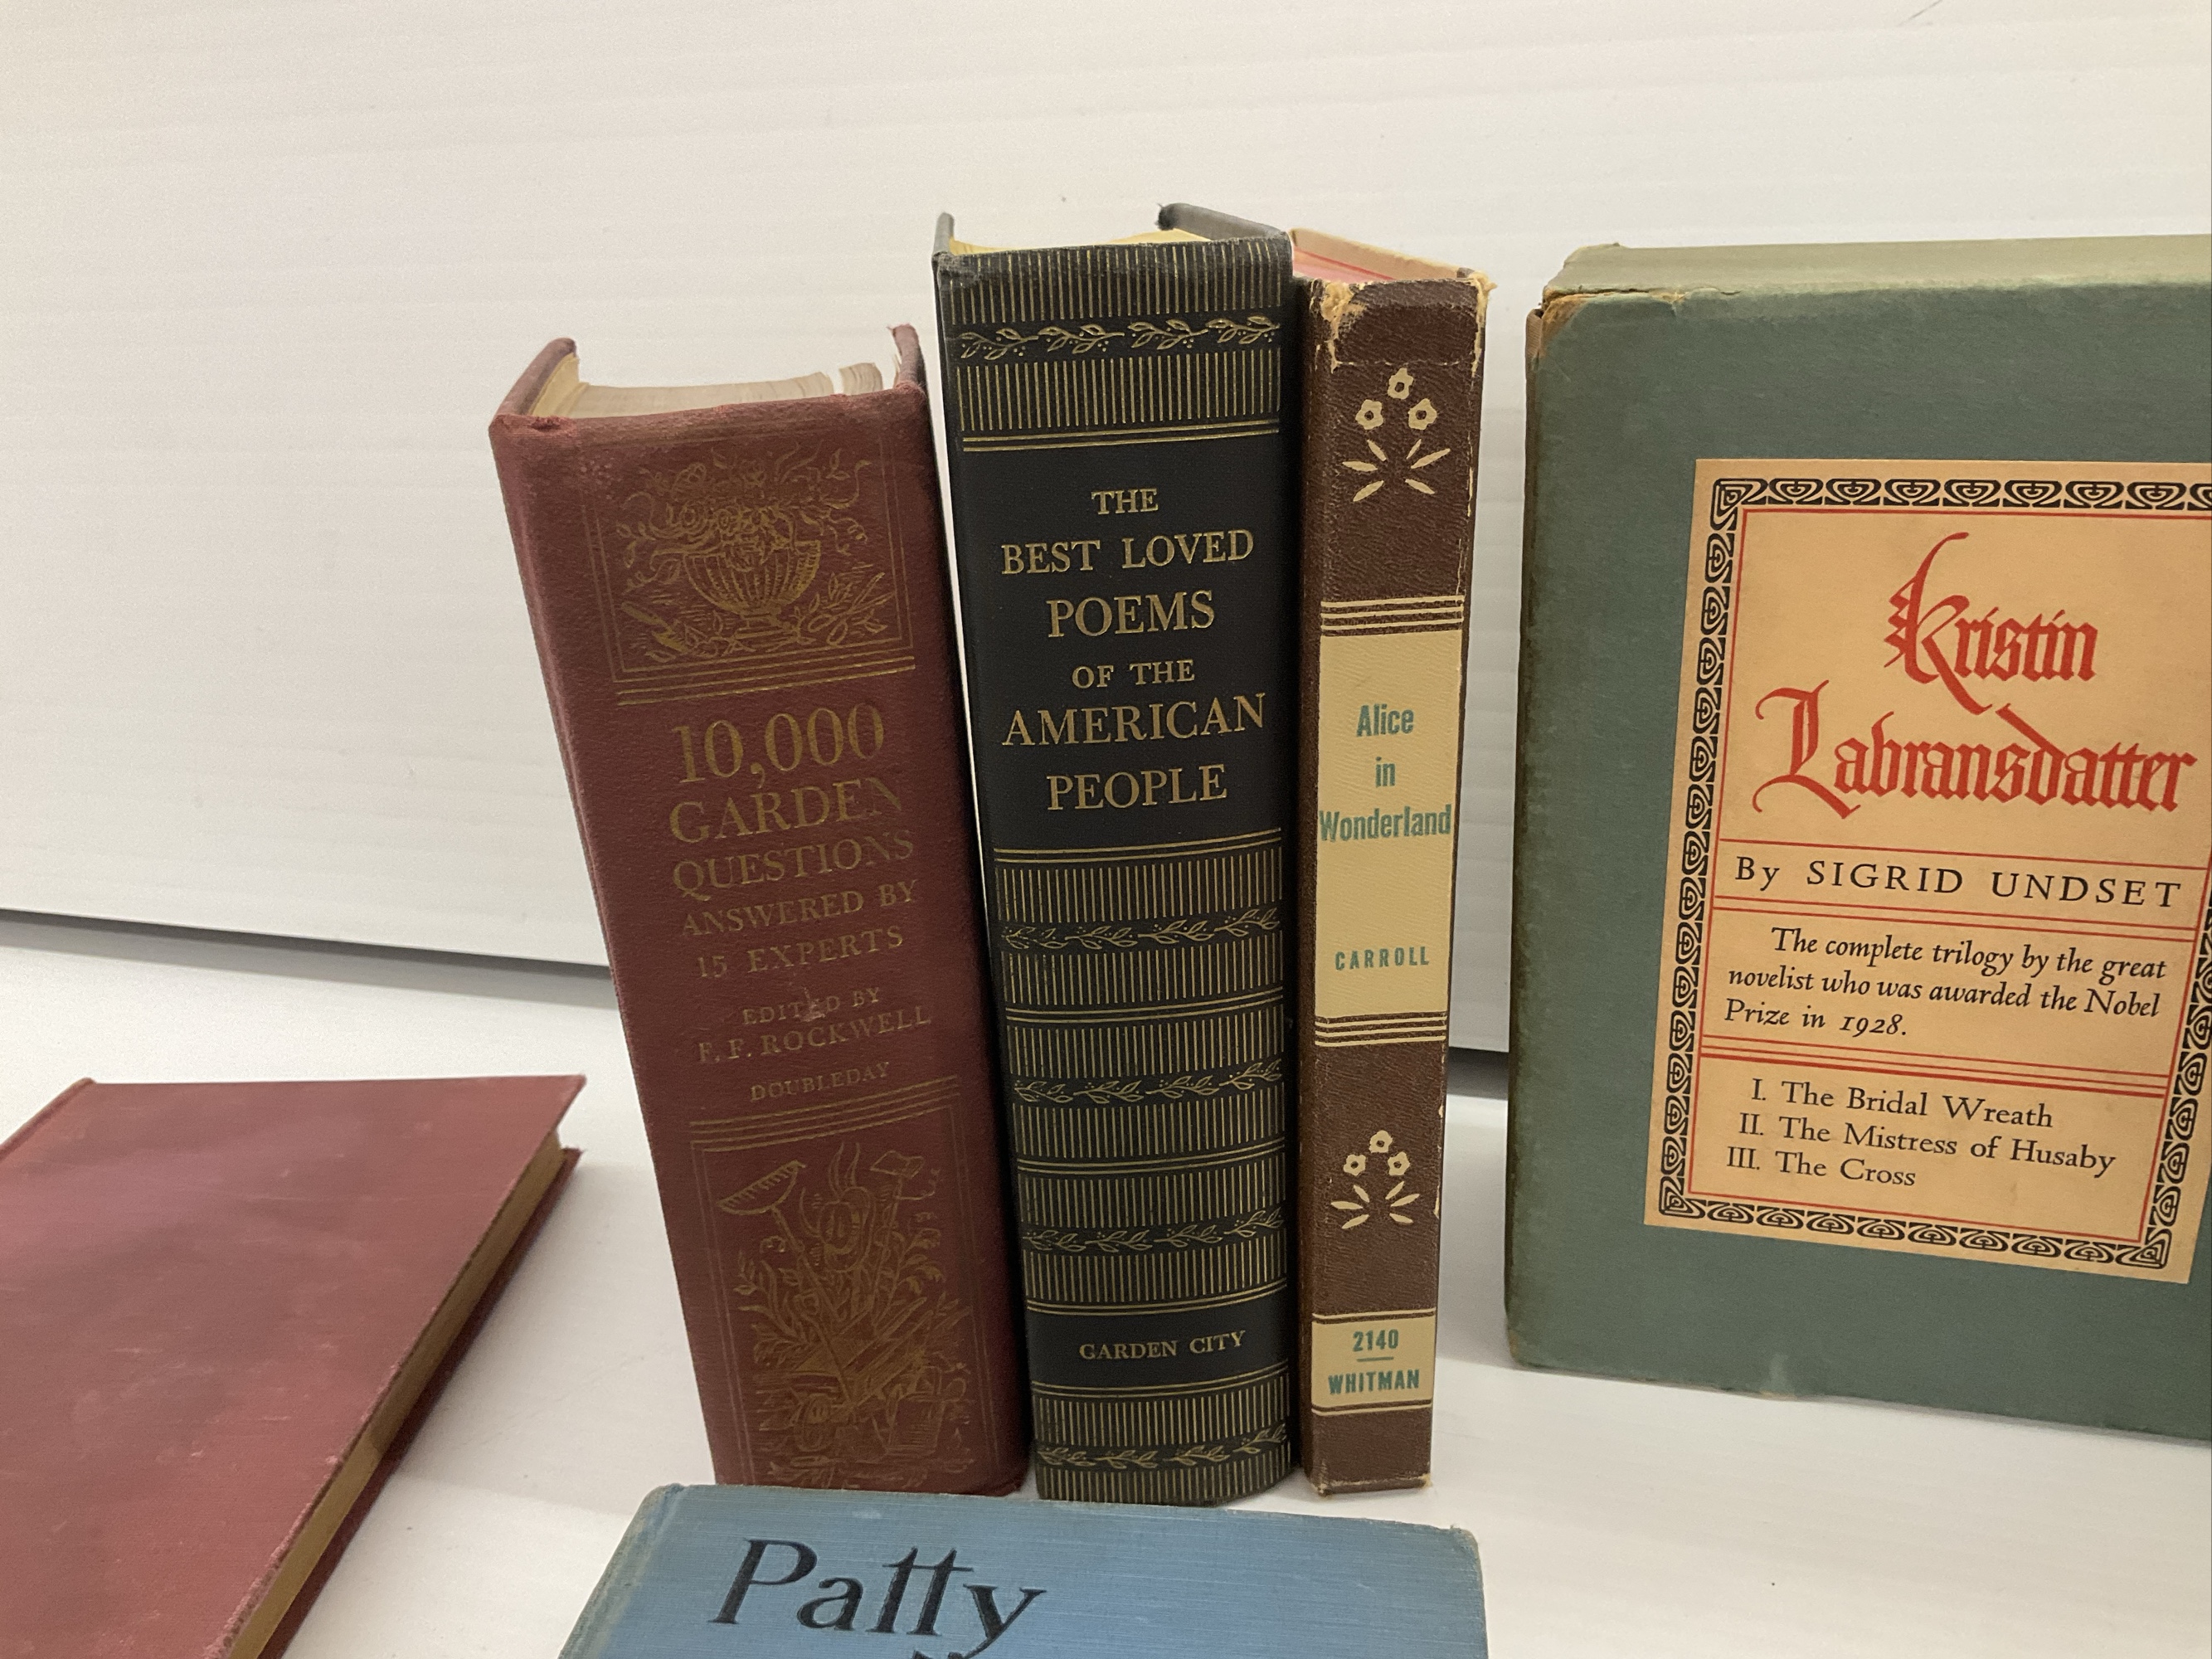 10,000
GARDEN
QUESTIONS
ANSWERED BY
15 EXPERTS
EDITED BY
F. F. ROCKWELL
DOUBLEDAY
THE
BEST LOVED
POEMS
OF THE
AMERICAN
PEOPLE
GARDEN CITY
Alice
in
Wonderland
CARROLL
2140
WHITMAN
Kristin
Labransdatter
By SIGRID UNDSET
The complete trilogy by the great
novelist who was awarded the Nobel
Prize in 1928.
I. The Bridal Wreath
II. The Mistress of Husaby
III. The Cross
Patty